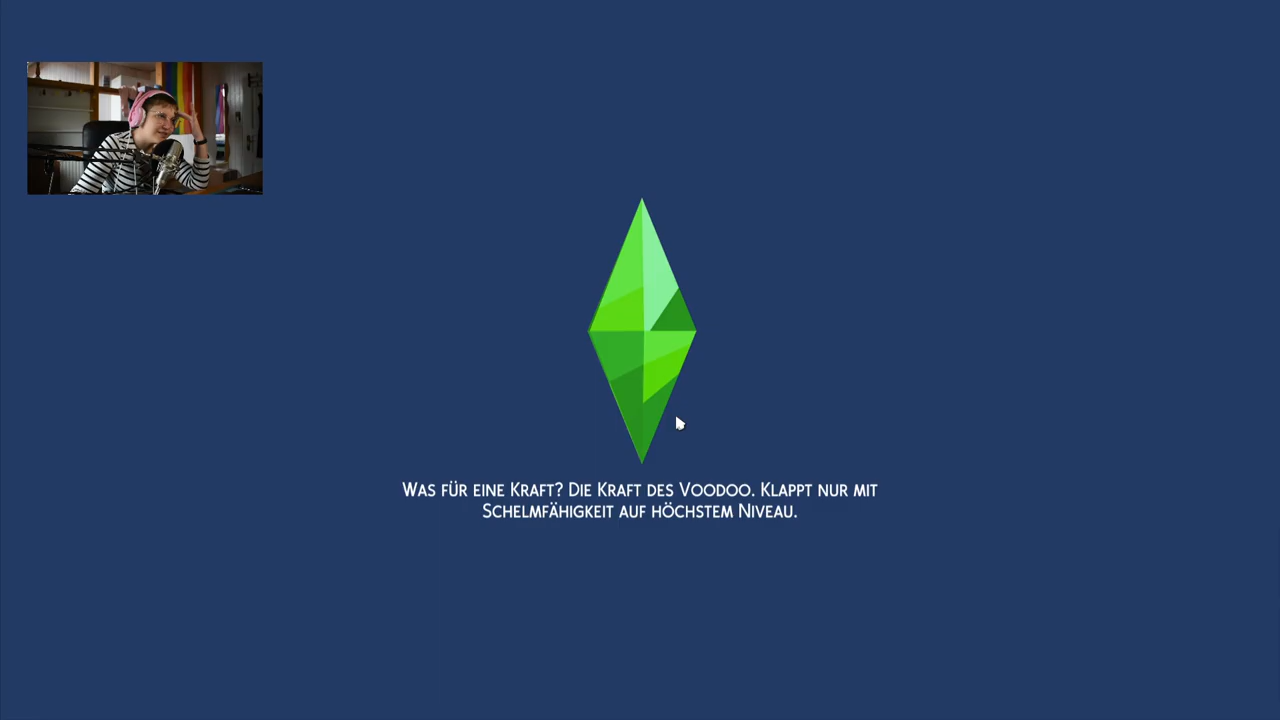 Was für eine Kraft? Die Kraft des Voodoo. Klappt nur mit
Schelmfähigkeit auf höchstem Niveau.